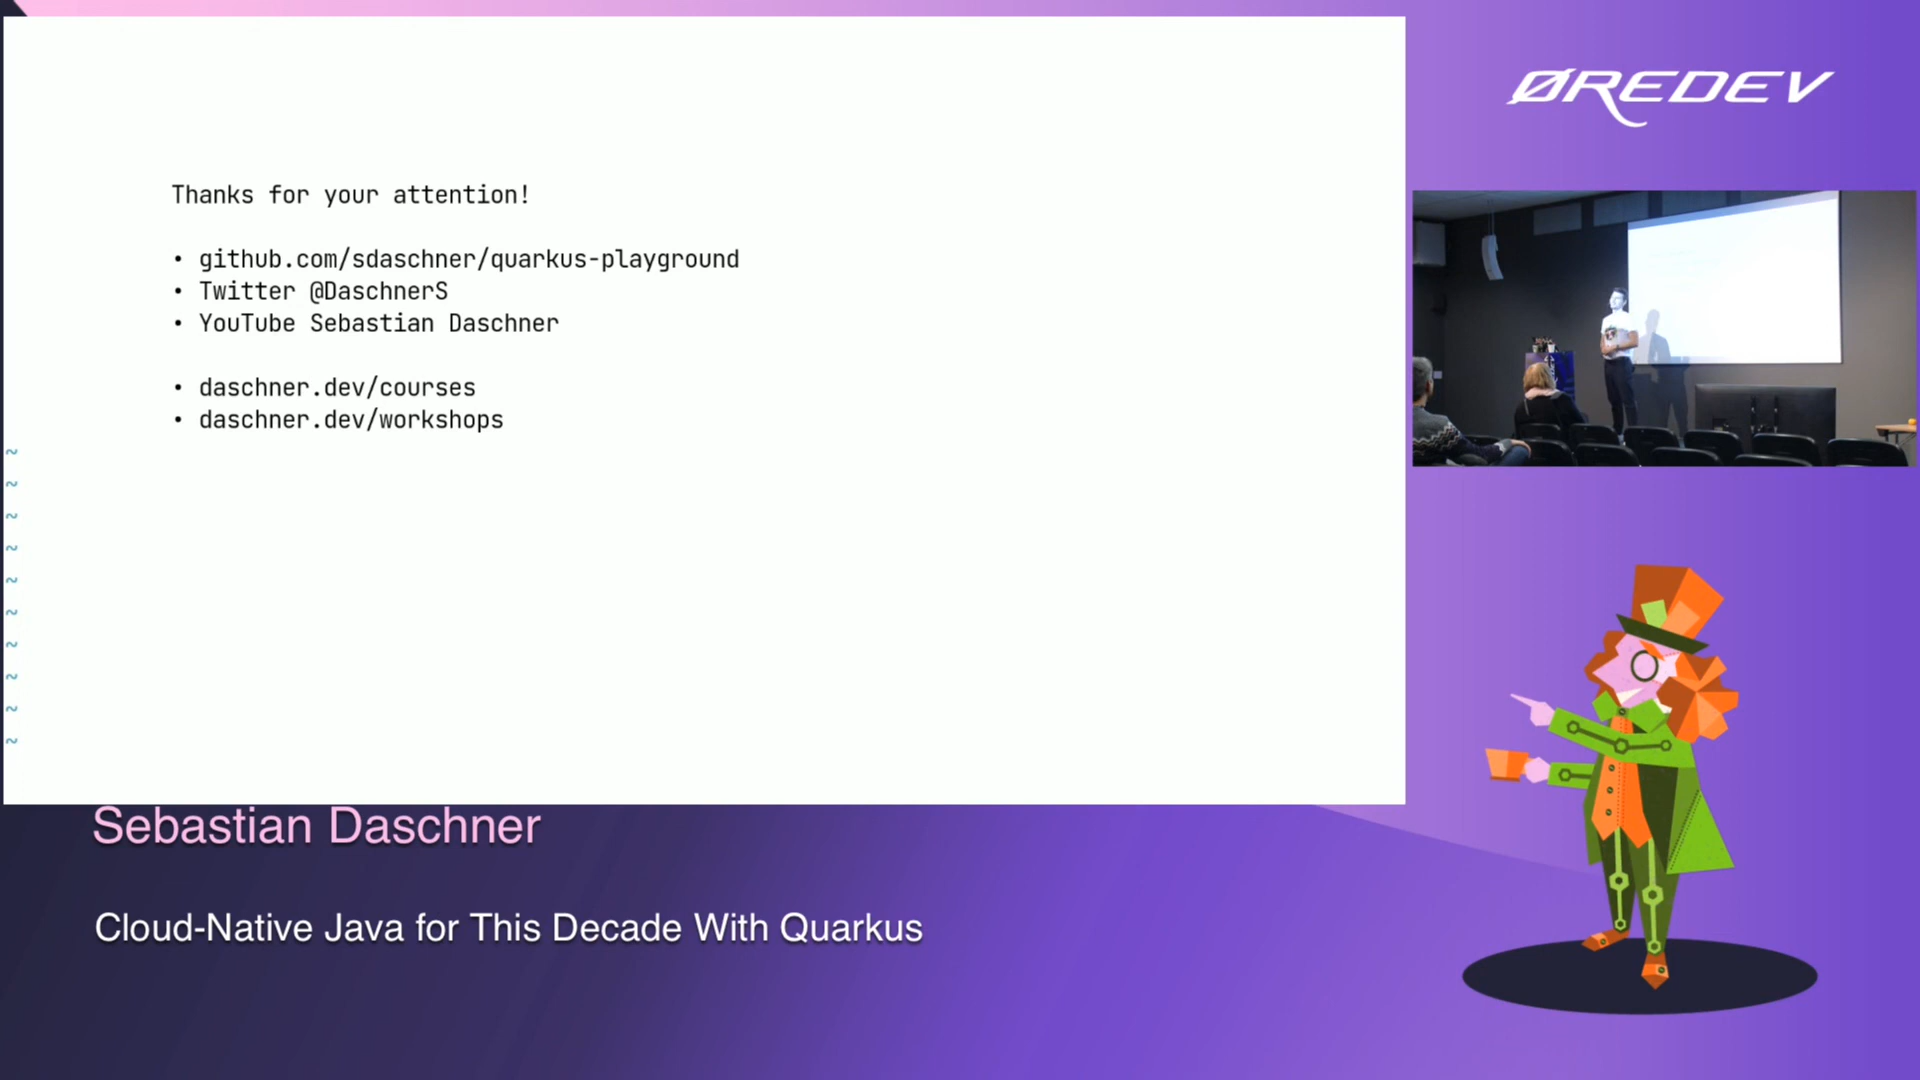 ØREDEV
Thanks for your attention!
• github.com/sdaschner/quarkus-playground
• Twitter @DaschnerS
• YouTube Sebastian Daschner
• daschner.dev/courses
• daschner.dev/workshops
~
~
~
~
~
~
~
~
~
~
Sebastian Daschner
Cloud-Native Java for This Decade With Quarkus